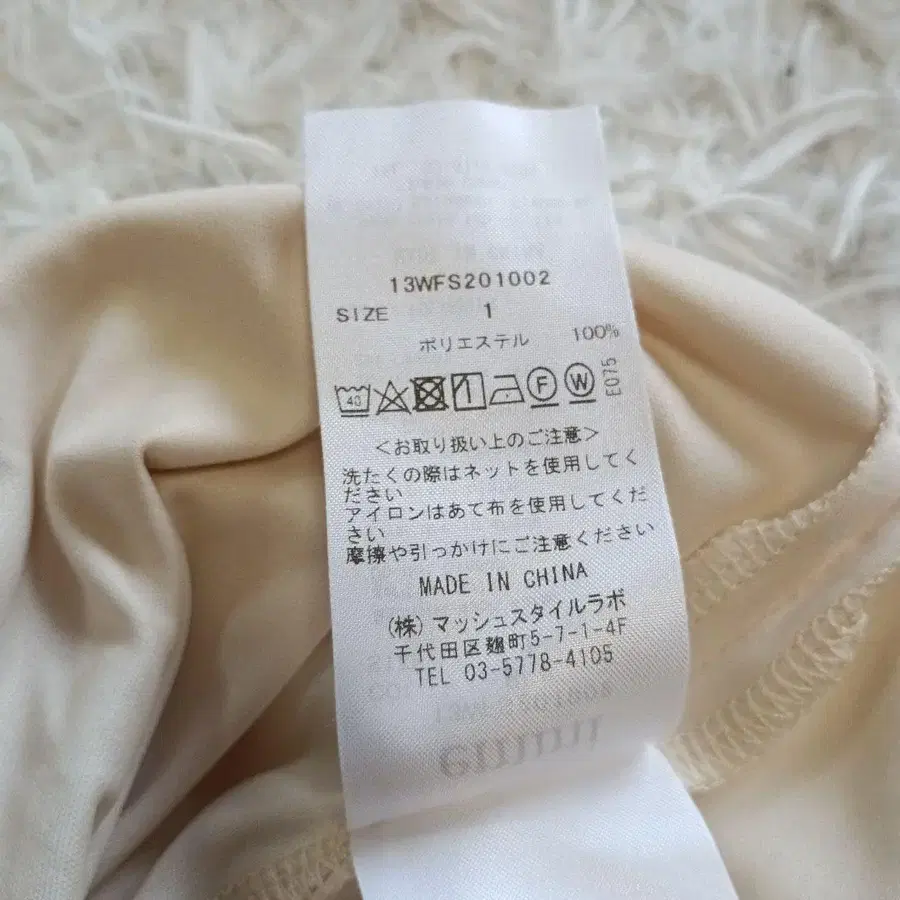 13WFS201002
SIZE 1
ポリエステル 100%
40 F W
E075
<お取り扱い上のご注意>
洗たくの際はネットを使用してく
ださい
アイロンはあて布を使用してくだ
さい
摩擦や引っかけにご注意ください
MADE IN CHINA
(株) マッシュスタイルラボ
千代田区麹町5-7-1-4F
TEL 03-5778-4105
emmi